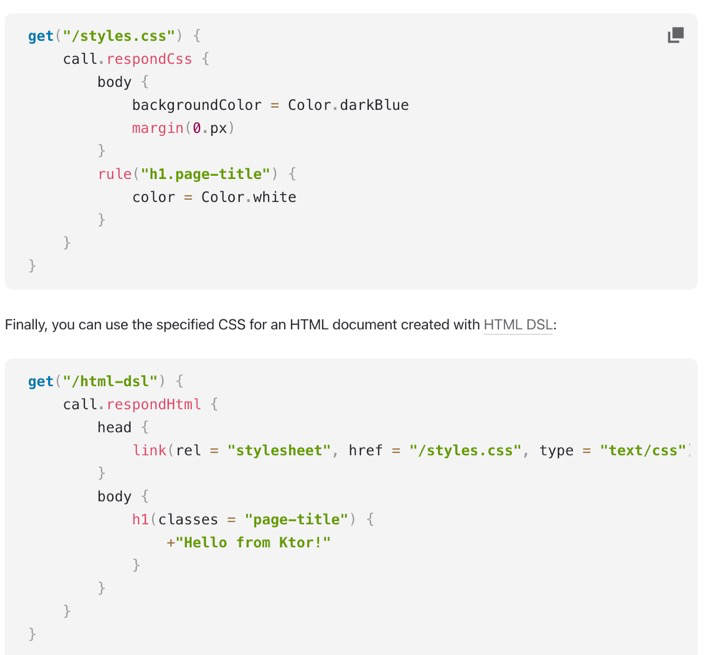 get("/styles.css") {
    call.respondCss {
        body {
            backgroundColor = Color.darkBlue
            margin(0.px)
        }
        rule("h1.page-title") {
            color = Color.white
        }
    }
}
Finally, you can use the specified CSS for an HTML document created with HTML DSL:
get("/html-dsl") {
    call.respondHtml {
        head {
            link(rel = "stylesheet", href = "/styles.css", type = "text/css")
        }
        body {
            h1(classes = "page-title") {
                +"Hello from Ktor!"
            }
        }
    }
}